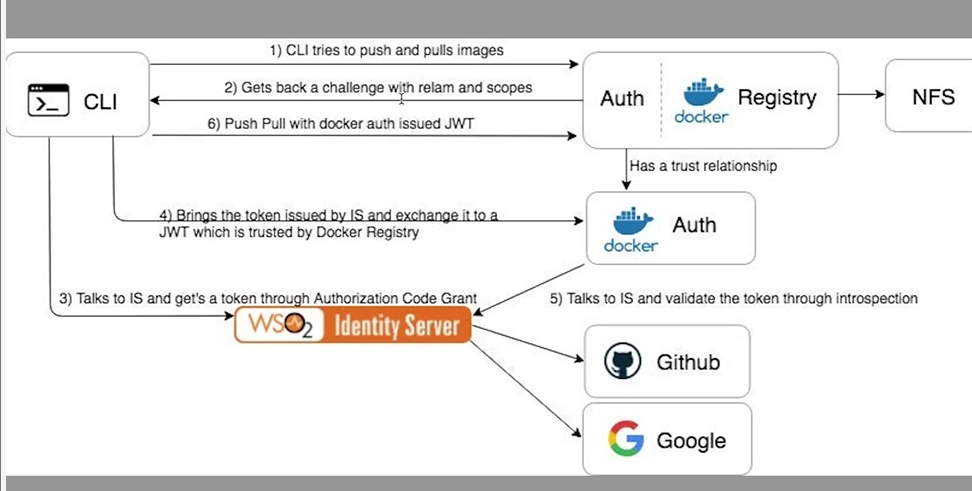 1) CLI tries to push and pulls images
2) Gets back a challenge with relam and scopes
6) Push Pull with docker auth issued JWT
CLI
Auth
docker
Registry
NFS
Has a trust relationship
4) Brings the token issued by IS and exchange it to a
JWT which is trusted by Docker Registry
docker
Auth
3) Talks to IS and get's a token through Authorization Code Grant
5) Talks to IS and validate the token through introspection
WSO2 Identity Server
Github
Google